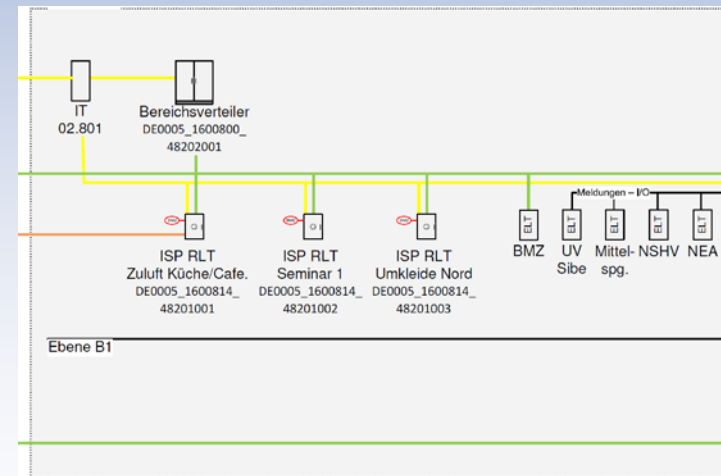 IT
02.801
Bereichsverteiler
DE0005_1600800_
48202001
Meldungen – I/O
ISP RLT
Zuluft Küche/Cafe.
DE0005_1600814_
48201001
ISP RLT
Seminar 1
DE0005_1600814_
48201002
ISP RLT
Umkleide Nord
DE0005_1600814_
48201003
ELT
BMZ
ELT
UV
Sibe
ELT
Mittel-
spg.
ELT
NSHV
ELT
NEA
Ebene B1